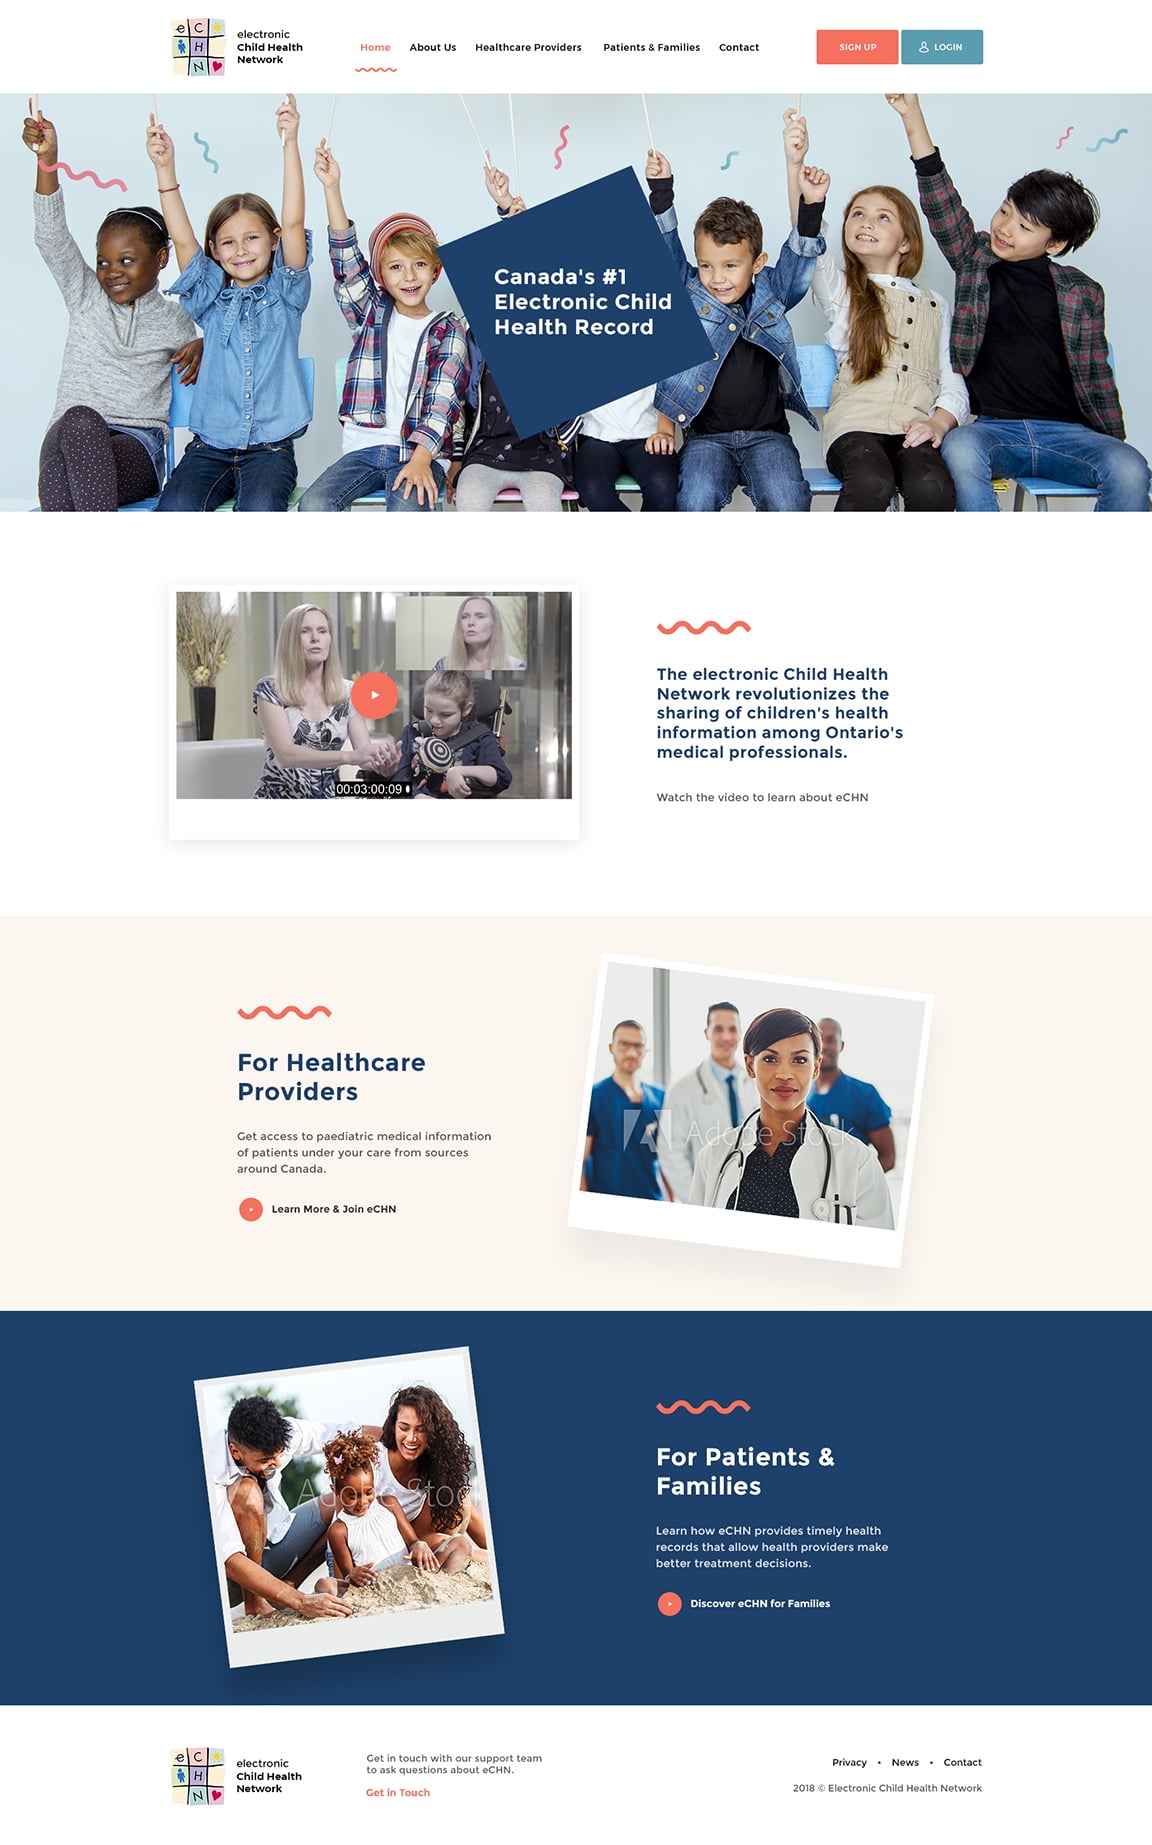 e C
H
N
electronic
Child Health
Network
Home
About Us
Healthcare Providers
Patients & Families
Contact
SIGN UP
LOGIN
Canada's #1
Electronic Child
Health Record
00:03:00:09
The electronic Child Health
Network revolutionizes the
sharing of children's health
information among Ontario's
medical professionals.
Watch the video to learn about eCHN
For Healthcare
Providers
Get access to paediatric medical information
of patients under your care from sources
around Canada.
Learn More & Join eCHN
Adobe Stock
For Patients &
Families
Learn how eCHN provides timely health
records that allow health providers make
better treatment decisions.
Discover eCHN for Families
Adobe Stoc
e C
H
N
electronic
Child Health
Network
Get in touch with our support team
to ask questions about eCHN.
Get in Touch
Privacy • News • Contact
2018 © Electronic Child Health Network